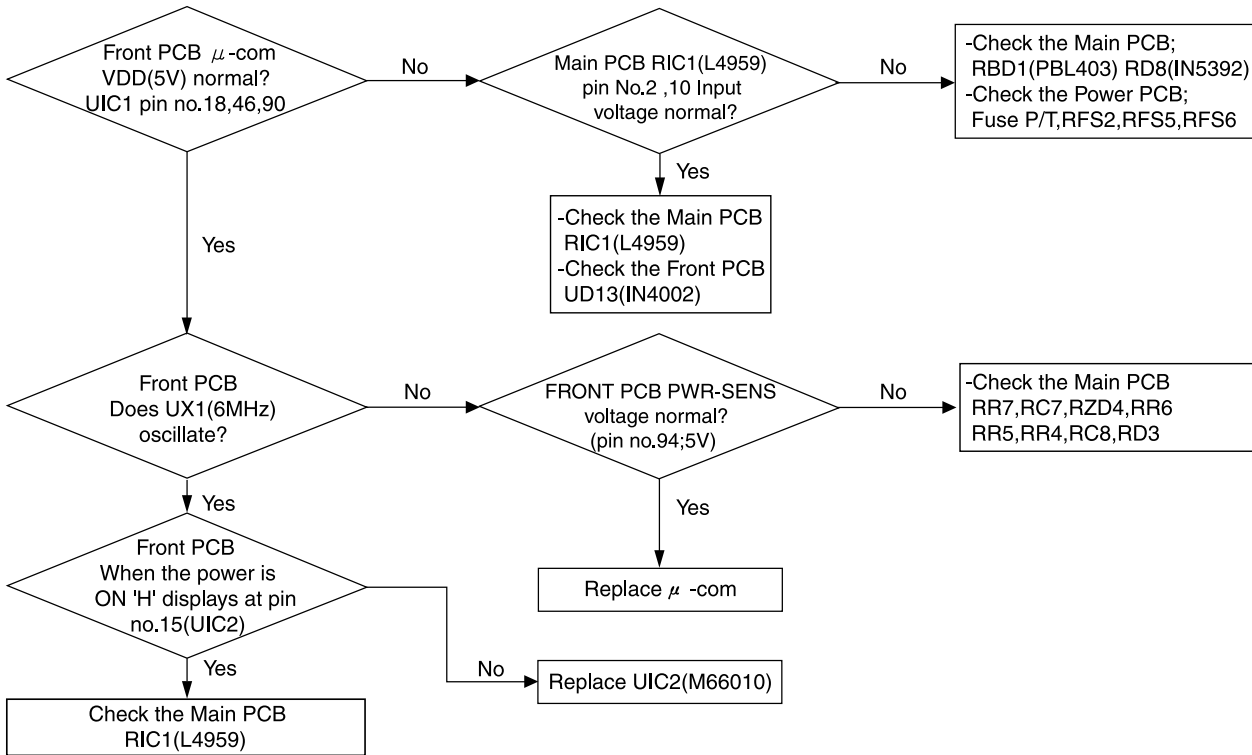 Front PCB μ-com
VDD(5V) normal?
UIC1 pin no.18,46,90
No
Main PCB RIC1(L4959)
pin No.2 ,10 Input
voltage normal?
No
-Check the Main PCB;
RBD1(PBL403) RD8(IN5392)
-Check the Power PCB;
Fuse P/T,RFS2,RFS5,RFS6
Yes
-Check the Main PCB
RIC1(L4959)
-Check the Front PCB
UD13(IN4002)
Yes
Front PCB
Does UX1(6MHz)
oscillate?
No
FRONT PCB PWR-SENS
voltage normal?
(pin no.94;5V)
No
-Check the Main PCB
RR7,RC7,RZD4,RR6
RR5,RR4,RC8,RD3
Yes
Replace μ -com
Yes
Front PCB
When the power is
ON 'H' displays at pin
no.15(UIC2)
No
Replace UIC2(M66010)
Yes
Check the Main PCB
RIC1(L4959)